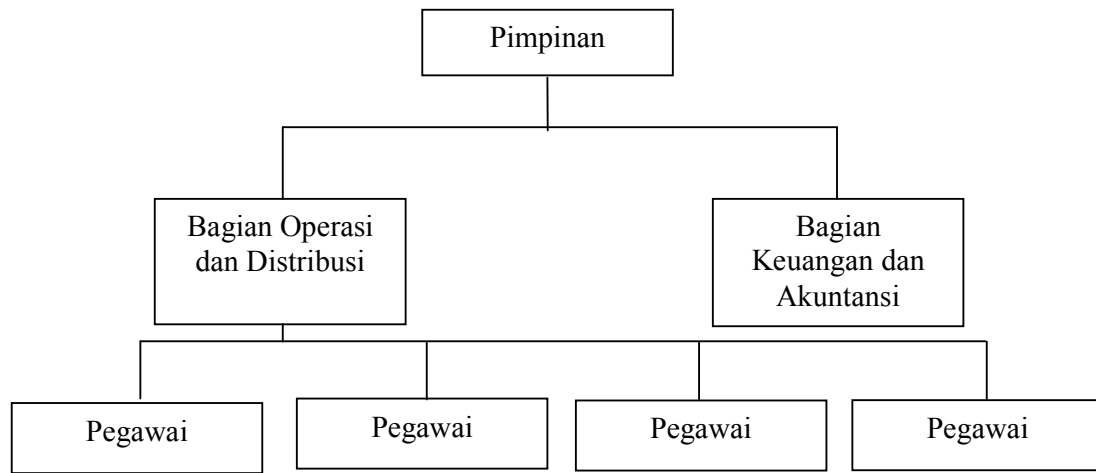 Pimpinan
Bagian Operasi
dan Distribusi
Bagian
Keuangan dan
Akuntansi
Pegawai
Pegawai
Pegawai
Pegawai